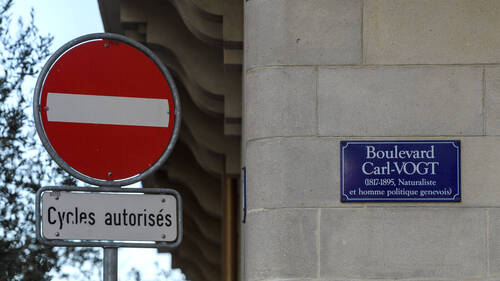 Cycles autorisés
Boulevard
Carl-VOGT
(1817-1895, Naturaliste
et homme politique genevois)